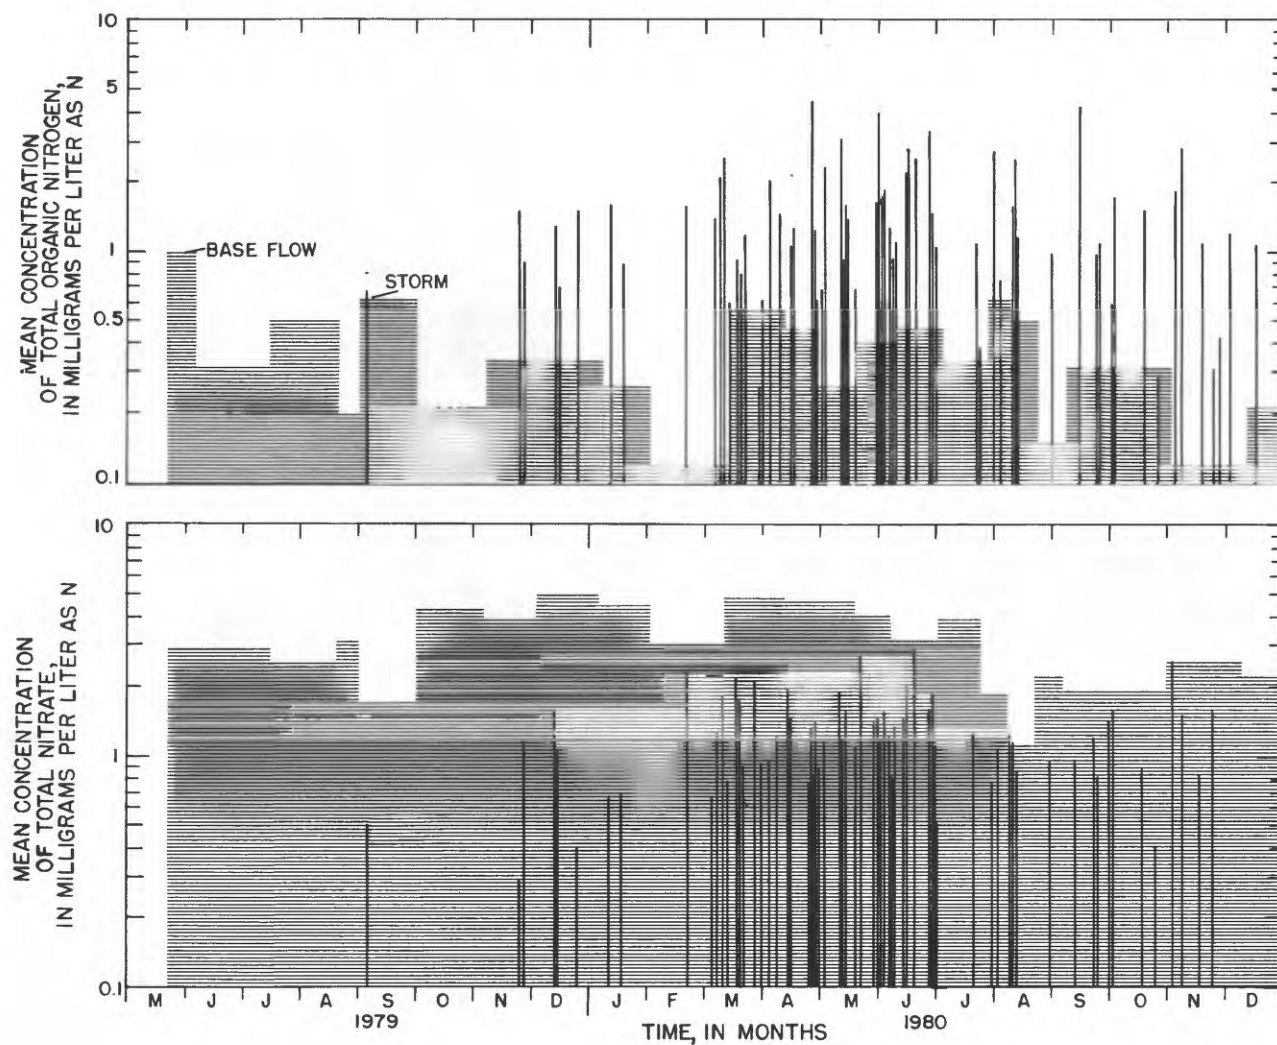 MEAN CONCENTRATION
OF TOTAL ORGANIC NITROGEN,
IN MILLIGRAMS PER LITER AS N
10
5
1
0.5
0.1
BASE FLOW
STORM
MEAN CONCENTRATION
OF TOTAL NITRATE,
IN MILLIGRAMS PER LITER AS N
10
1
0.1
M J J A S O N D J F M A M J J A S O N D
1979 1980
TIME, IN MONTHS